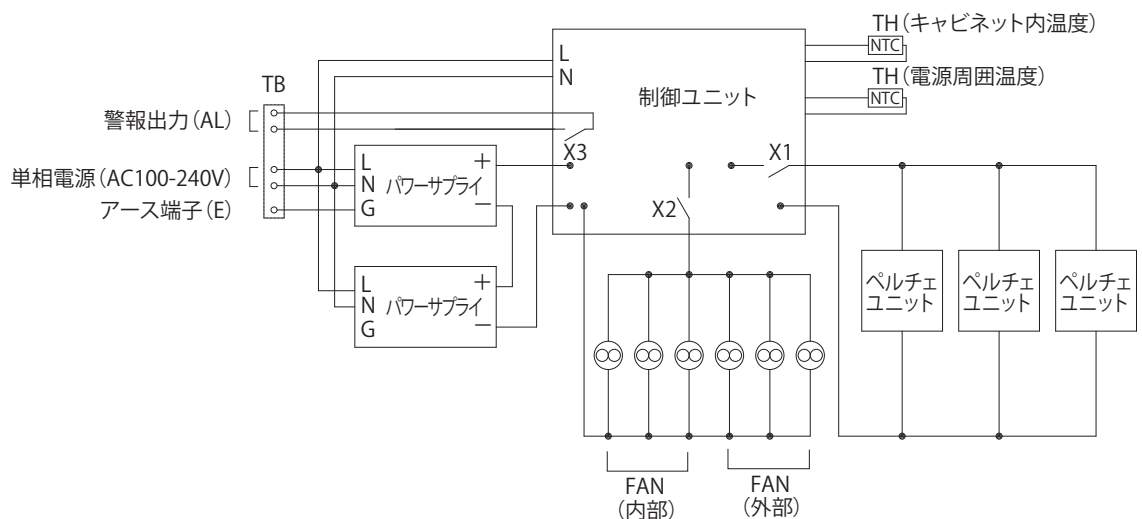 TH（キャビネット内温度）
NTC
TH（電源周囲温度）
NTC
制御ユニット
L
N
TB
警報出力（AL）
単相電源（AC100-240V）
アース端子（E）
L
N
G
パワーサプライ
+
−
L
N
G
パワーサプライ
+
−
X3
X2
X1
ペルチェ
ユニット
ペルチェ
ユニット
ペルチェ
ユニット
FAN
（内部）
FAN
（外部）